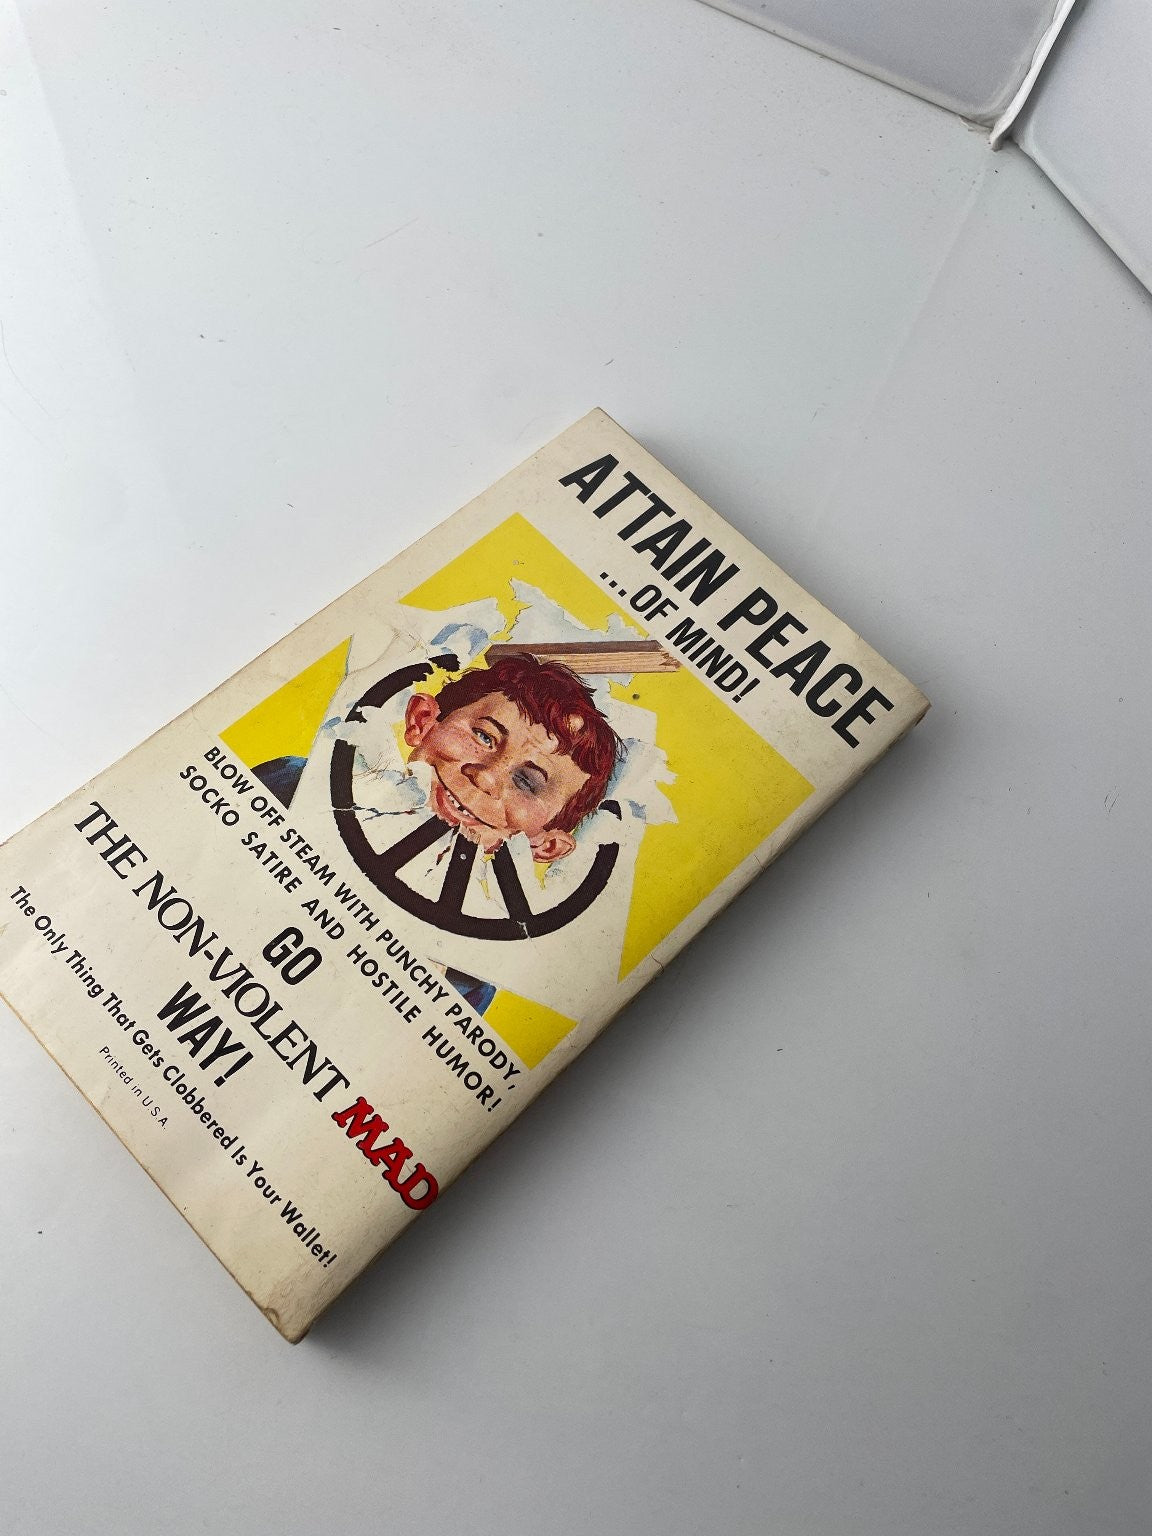 ATTAIN PEACE
...OF MIND!
BLOW OFF STEAM WITH PUNCHY PARODY,
SOCKO SATIRE AND HOSTILE HUMOR!
GO
THE NON-VIOLENT MAD
WAY!
The Only Thing That Gets Clobbered Is Your Wallet!
Printed in U.S.A.